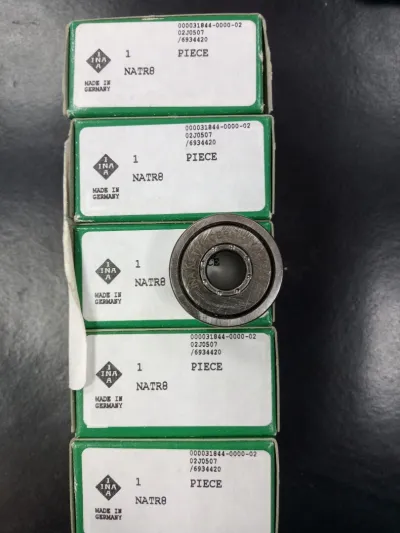 000031844-0000-02
02J0507
/6934420
1 PIECE
I
INA
A
NATR8
MADE IN
GERMANY
000031844-0000-02
02J0507
/6934420
1 PIECE
I
INA
A
NATR8
MADE IN
GERMANY
1
I
INA
A
NATR8
MADE IN
GERMANY
000031844-0000-02
02J0507
/6934420
1 PIECE
I
INA
A
NATR8
MADE IN
GERMANY
000031844-0000-02
02J0507
/6934420
1 PIECE
I
INA
A
NATR8
MADE IN
GERMANY